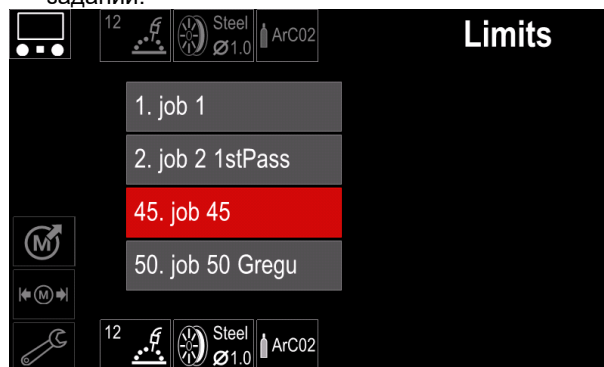 заданий.
12 Steel ø1.0 ArC02 Limits
1. job 1
2. job 2 1stPass
45. job 45
M
50. job 50 Gregu
M
12 Steel ø1.0 ArC02